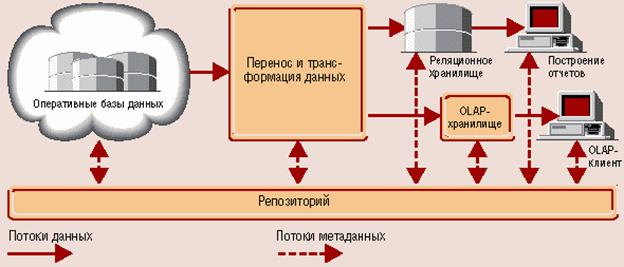 Оперативные базы данных
Перенос и транс-
формация данных
Реляционное
хранилище
Построение
отчетов
OLAP-
хранилище
OLAP-
клиент
Репозиторий
Потоки данных
Потоки метаданных